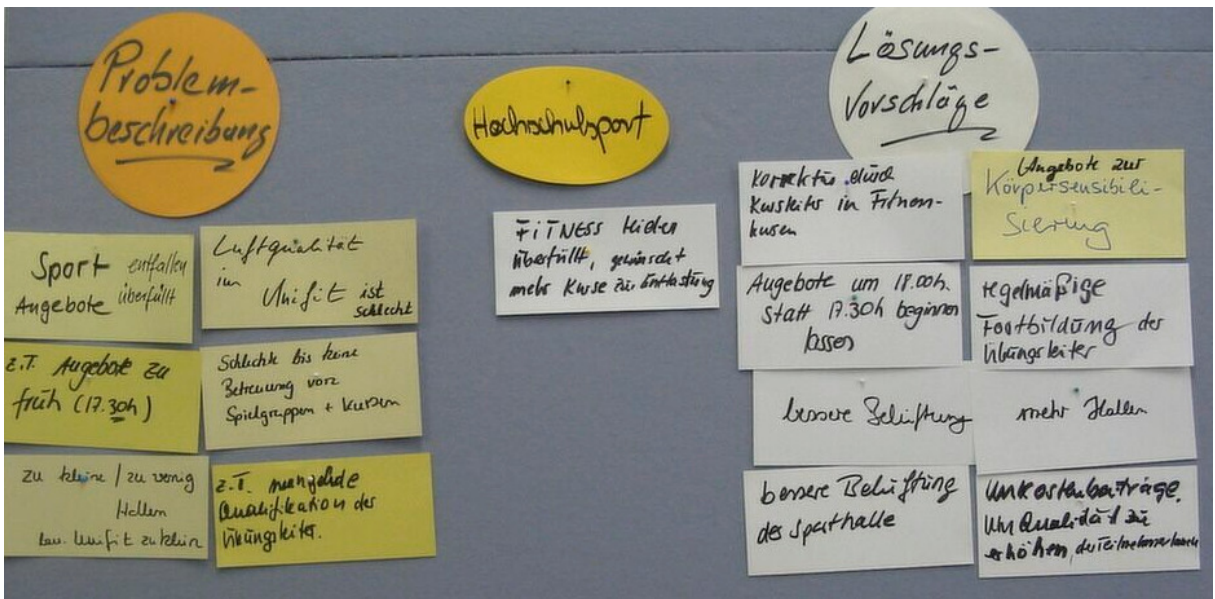 Problem-
beschreibung
Sport entfallen
Angebote überfüllt
Luftqualität
im
Unifit ist
schlecht
z.T. Angebote zu
früh (17.30h)
Schlechte bis keine
Betreuung von
Spielgruppen + Kursen
zu kleine / zu wenig
Hallen
bzw. Unifit zu klein
z.T. mangelnde
Qualifikation der
Übungsleiter.
Hochschulsport
FITNESS leider
überfüllt, gewünscht
mehr Kurse zur Entlastung
Lösungs-
Vorschläge
Korrektur durch
Kursleiter in Fitness-
kursen
Angebote zur
Körpersensibili-
sierung
Angebote um 18.00h.
statt 17.30h beginnen
lassen
regelmäßige
Fortbildung der
Übungsleiter
bessere Belüftung
mehr Hallen
bessere Belüftung
der Sporthalle
Unkostenbeiträge,
um Qualität zu
erhöhen, der